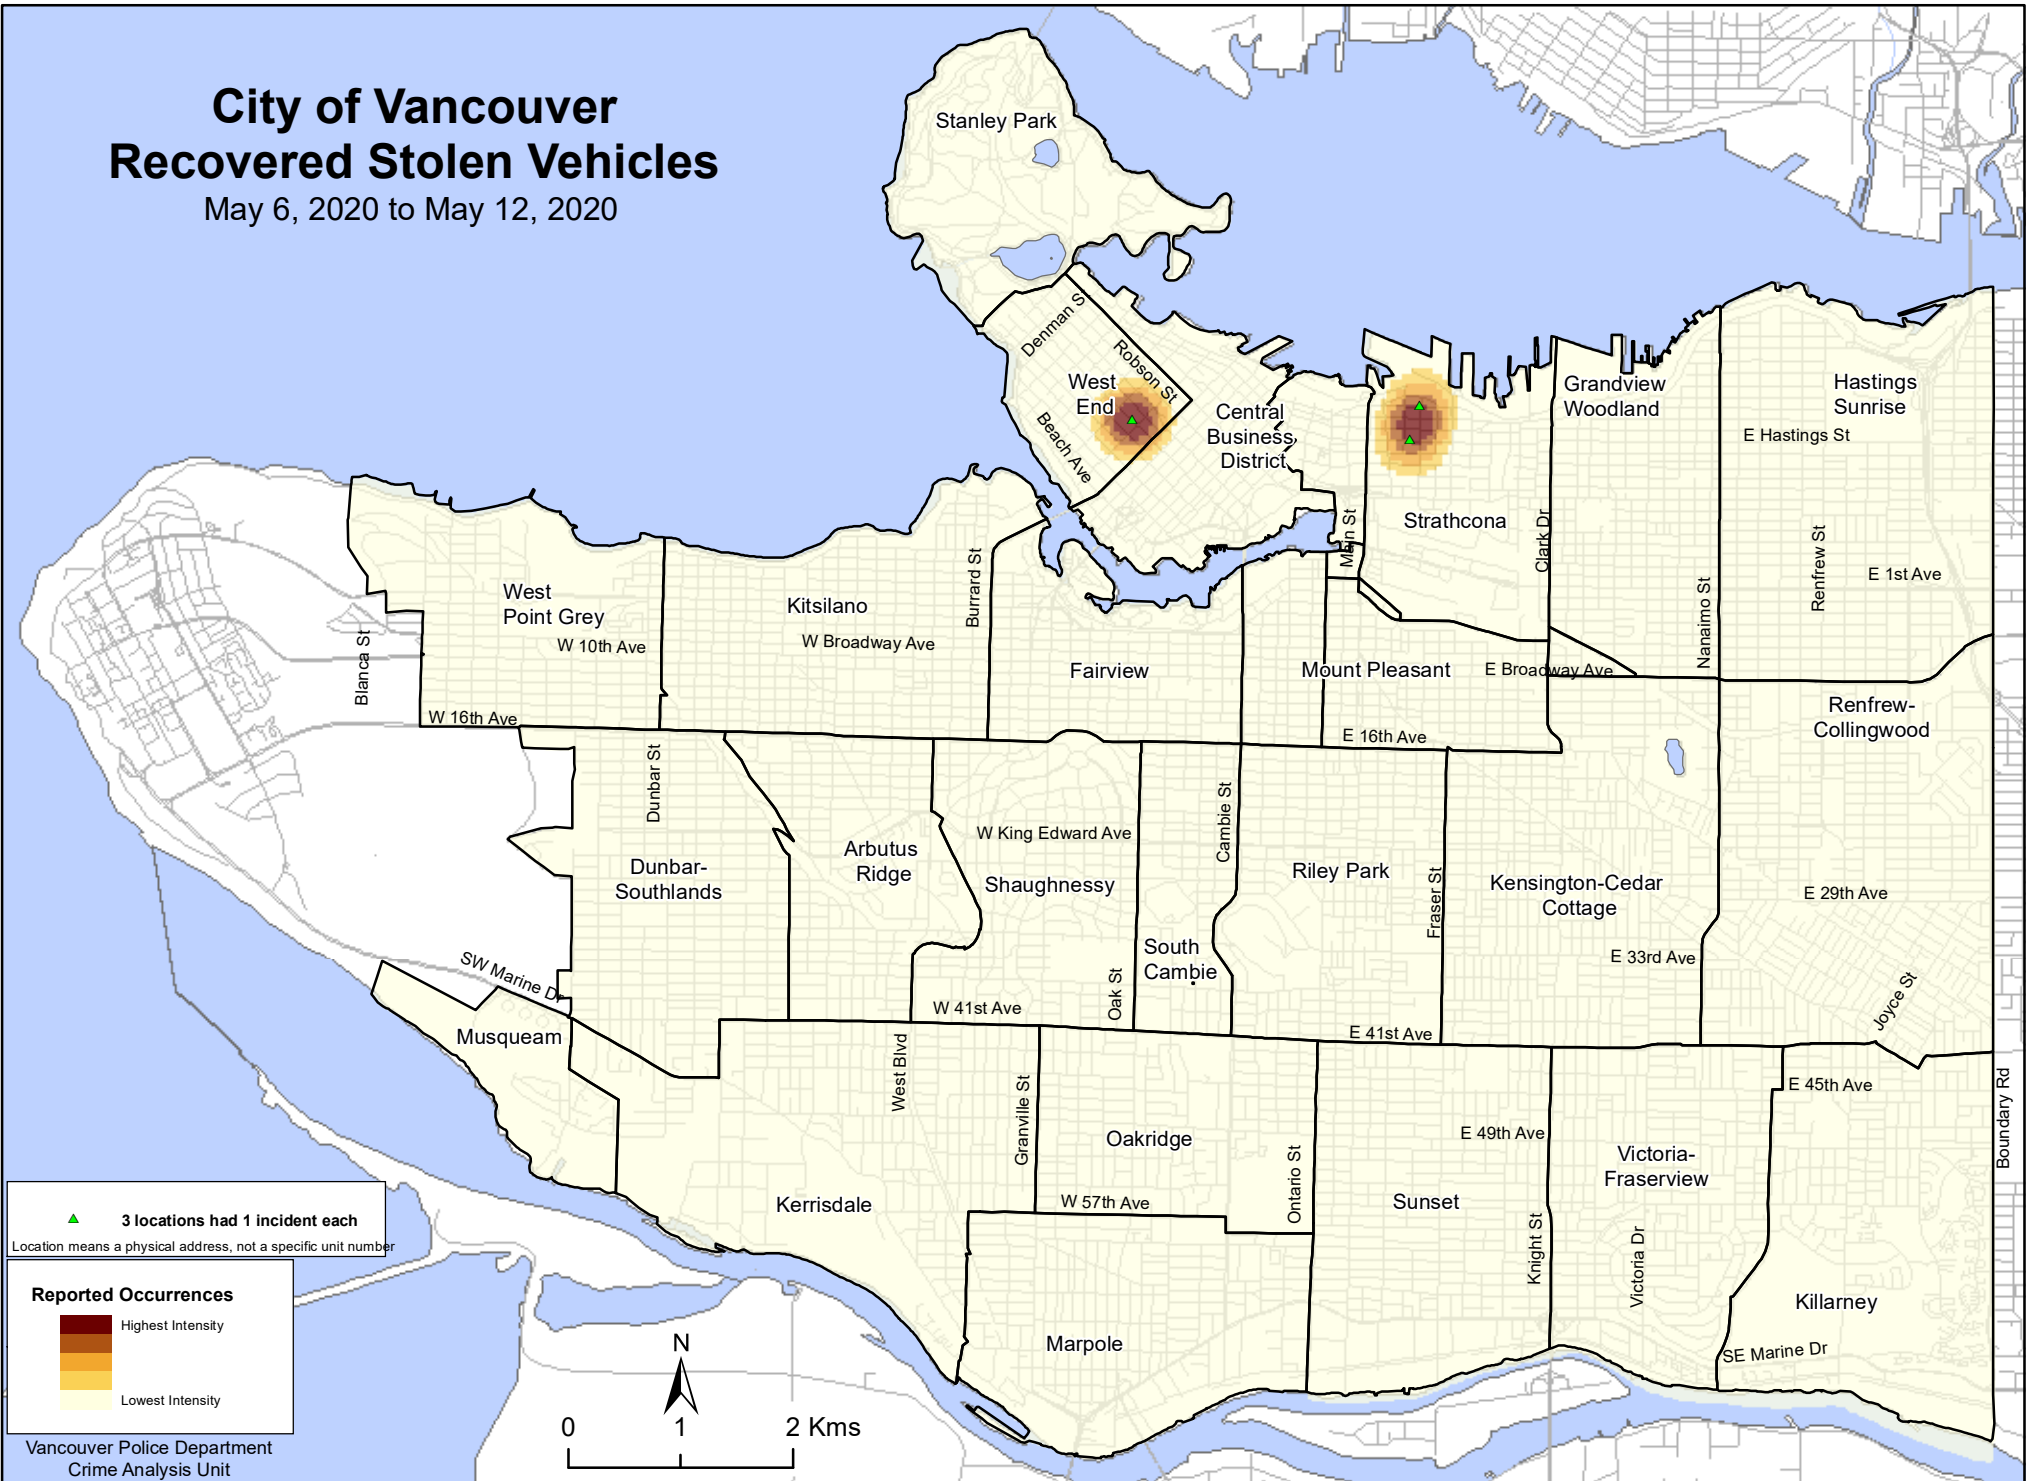 City of Vancouver
Recovered Stolen Vehicles
May 6, 2020 to May 12, 2020
Stanley Park
Denman S
Robson St
West
End
Beach Ave
Central
Business
District
Main St
Strathcona
Clark Dr
Grandview
Woodland
Hastings
Sunrise
E Hastings St
Nanaimo St
Renfrew St
E 1st Ave
Blanca St
West
Point Grey
W 10th Ave
W 16th Ave
Kitsilano
W Broadway Ave
Burrard St
Fairview
Mount Pleasant
E Broadway Ave
E 16th Ave
Renfrew-
Collingwood
Dunbar St
Dunbar-
Southlands
Arbutus
Ridge
W King Edward Ave
Shaughnessy
Cambie St
South
Cambie
Oak St
W 41st Ave
Riley Park
Fraser St
Kensington-Cedar
Cottage
E 33rd Ave
E 29th Ave
Joyce St
E 41st Ave
SW Marine Dr
Musqueam
West Blvd
Granville St
Kerrisdale
Oakridge
W 57th Ave
Ontario St
E 49th Ave
Sunset
Knight St
Victoria-
Fraserview
Victoria Dr
E 45th Ave
Boundary Rd
Killarney
SE Marine Dr
Marpole
3 locations had 1 incident each
Location means a physical address, not a specific unit number
Reported Occurrences
Highest Intensity
Lowest Intensity
Vancouver Police Department
Crime Analysis Unit
N
0 1 2 Kms